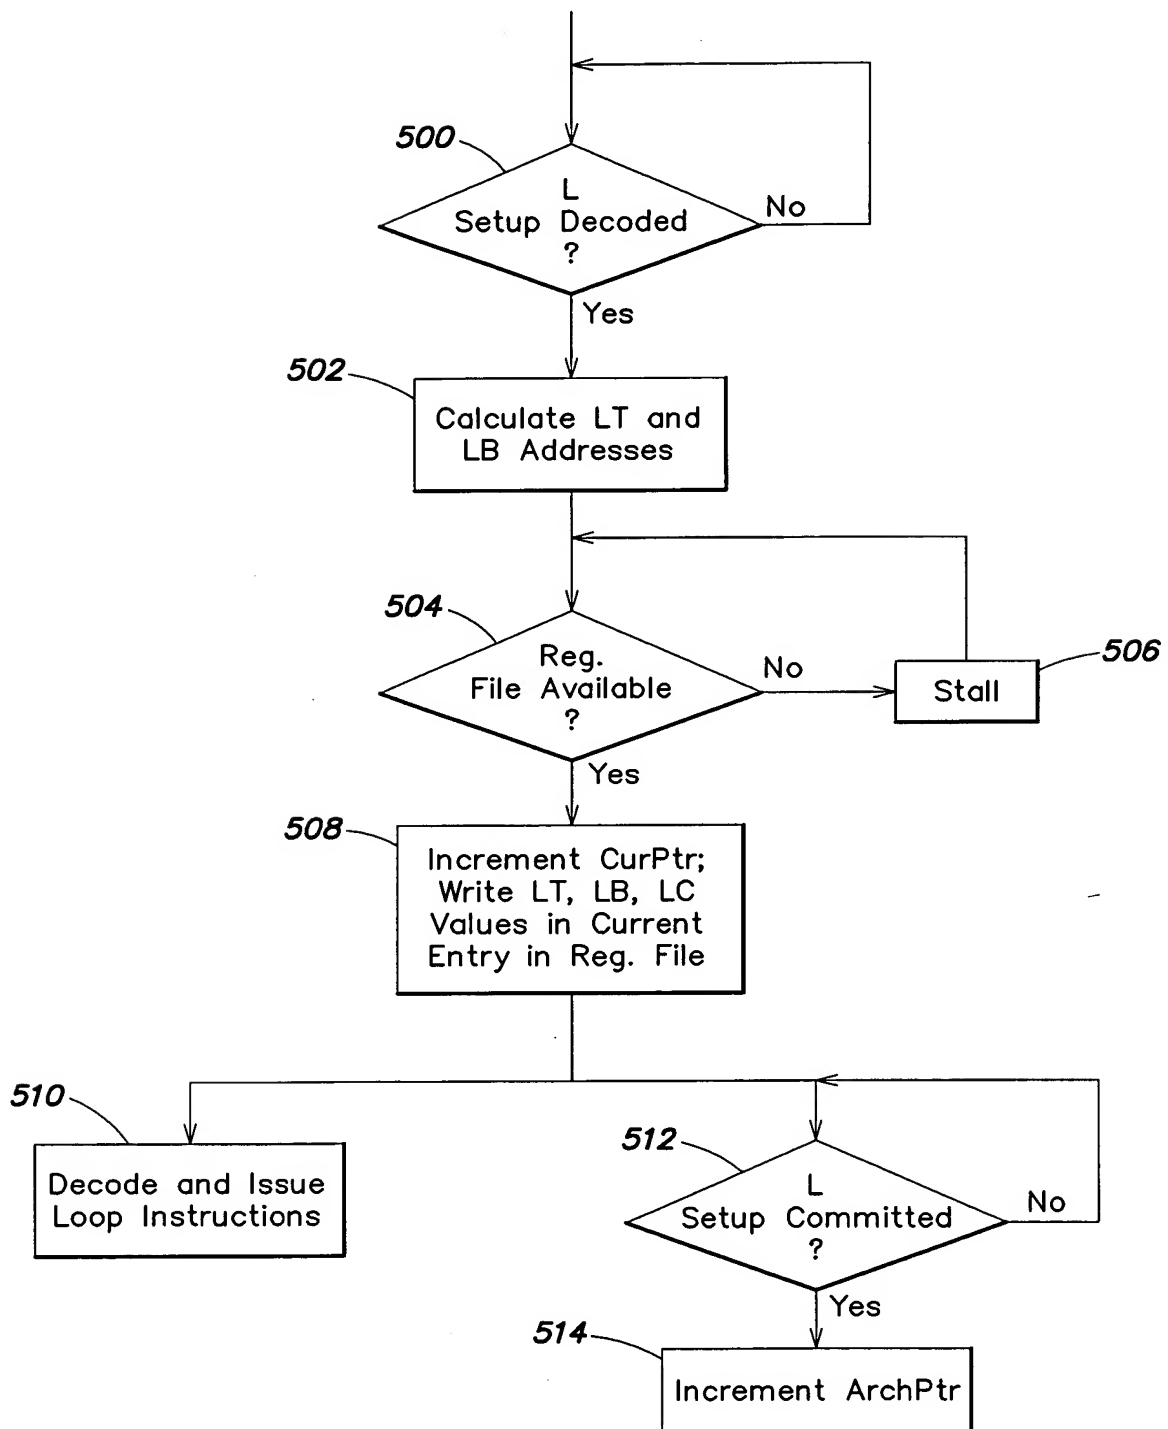 500
L
Setup Decoded
?
No
Yes
502
Calculate LT and
LB Addresses
504
Reg.
File Available
?
No
506
Stall
Yes
508
Increment CurPtr;
Write LT, LB, LC
Values in Current
Entry in Reg. File
510
Decode and Issue
Loop Instructions
512
L
Setup Committed
?
No
Yes
514
Increment ArchPtr